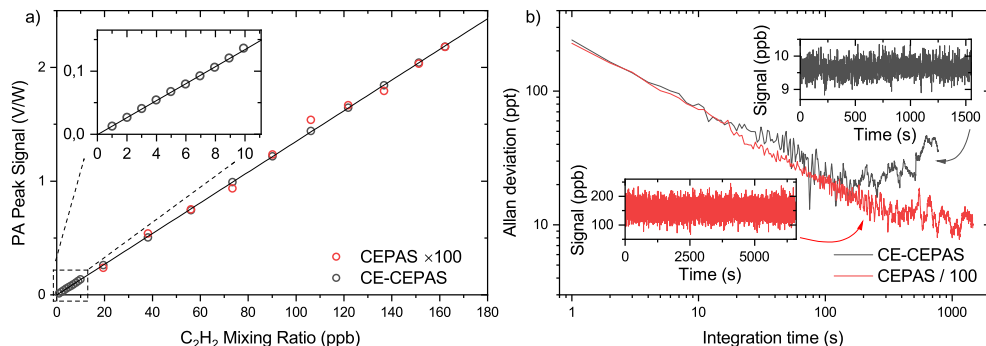 a)
PA Peak Signal (V/W)
2
1
0
0,1
0,0
0 2 4 6 8 10
CEPAS ×100
CE-CEPAS
0 20 40 60 80 100 120 140 160 180
C₂H₂ Mixing Ratio (ppb)
b)
Allan deviation (ppt)
100
10
Signal (ppb)
10
9
0 500 1000 1500
Time (s)
Signal (ppb)
200
100
0 2500 5000
Time (s)
CE-CEPAS
CEPAS / 100
1 10 100 1000
Integration time (s)